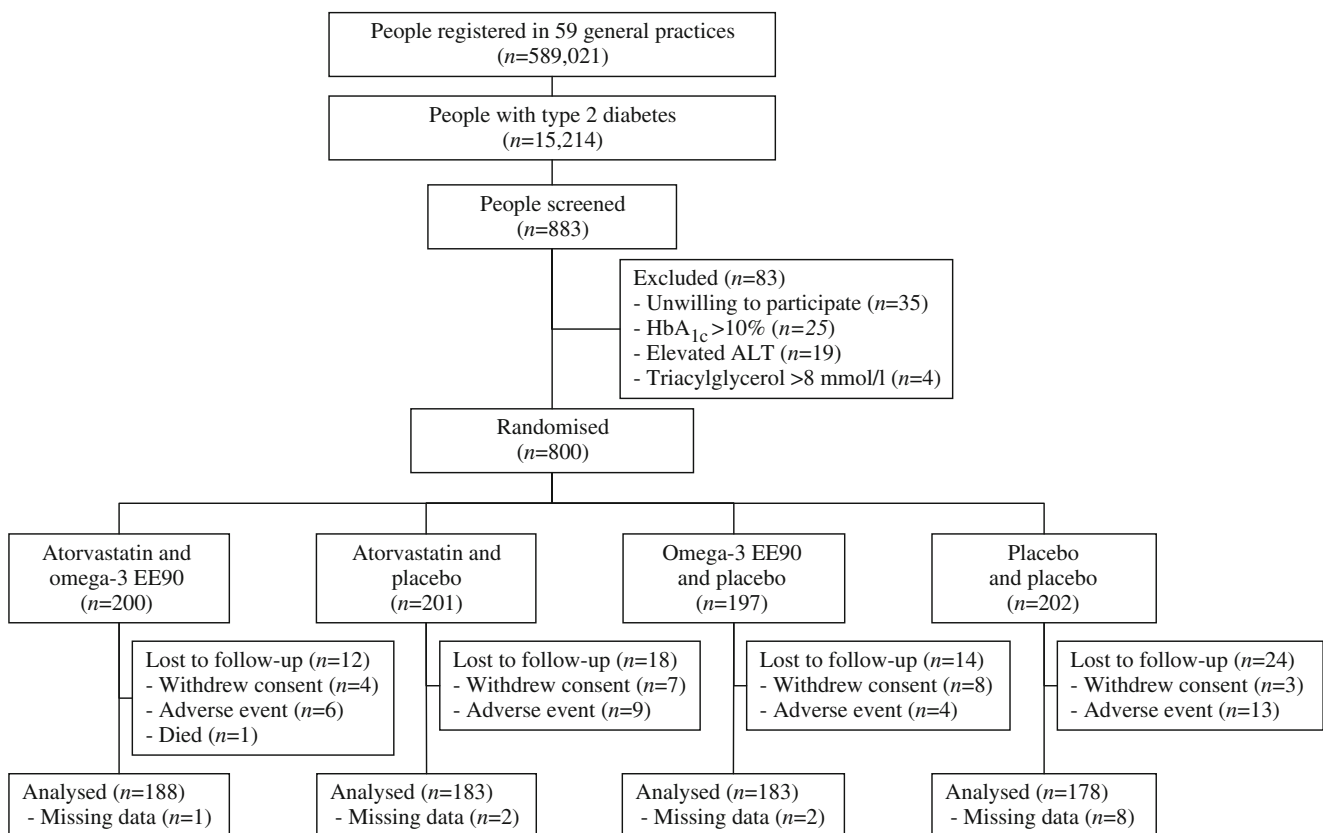 People registered in 59 general practices
(n=589,021)
People with type 2 diabetes
(n=15,214)
People screened
(n=883)
Excluded (n=83)
- Unwilling to participate (n=35)
- HbA1c >10% (n=25)
- Elevated ALT (n=19)
- Triacylglycerol >8 mmol/l (n=4)
Randomised
(n=800)
Atorvastatin and
omega-3 EE90
(n=200)
Atorvastatin and
placebo
(n=201)
Omega-3 EE90
and placebo
(n=197)
Placebo
and placebo
(n=202)
Lost to follow-up (n=12)
- Withdrew consent (n=4)
- Adverse event (n=6)
- Died (n=1)
Lost to follow-up (n=18)
- Withdrew consent (n=7)
- Adverse event (n=9)
Lost to follow-up (n=14)
- Withdrew consent (n=8)
- Adverse event (n=4)
Lost to follow-up (n=24)
- Withdrew consent (n=3)
- Adverse event (n=13)
Analysed (n=188)
- Missing data (n=1)
Analysed (n=183)
- Missing data (n=2)
Analysed (n=183)
- Missing data (n=2)
Analysed (n=178)
- Missing data (n=8)